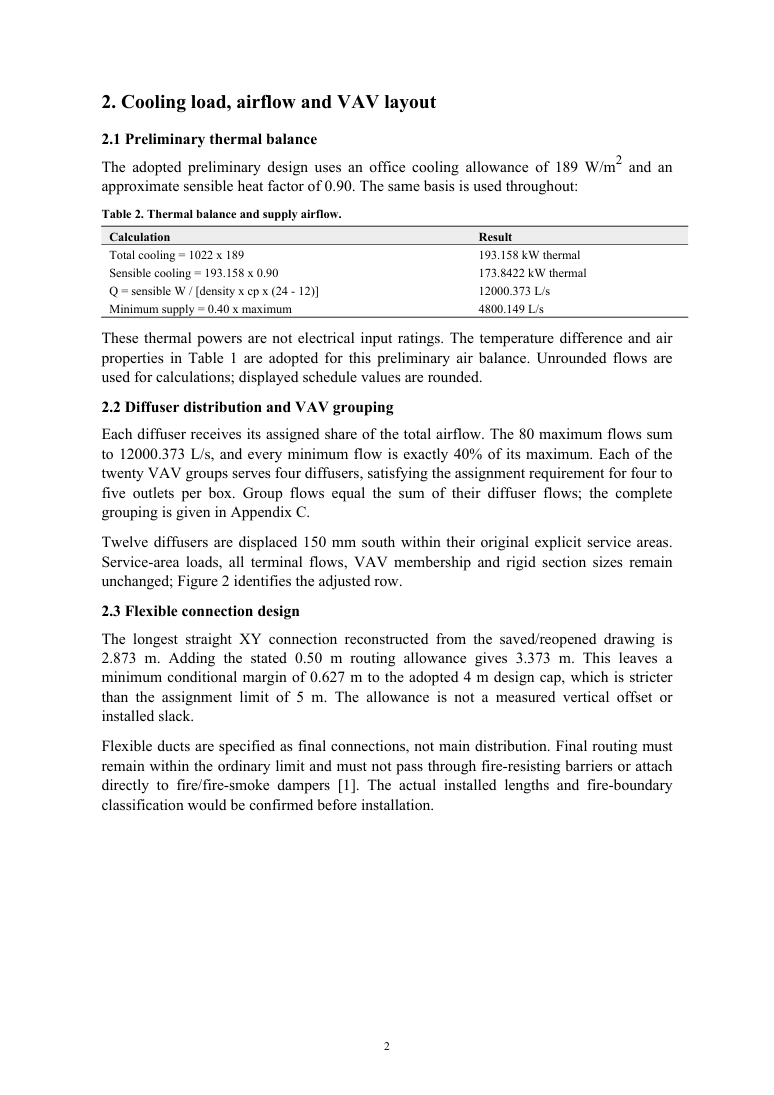 2. Cooling load, airflow and VAV layout
2.1 Preliminary thermal balance
The adopted preliminary design uses an office cooling allowance of 189 W/m2 and an
approximate sensible heat factor of 0.90. The same basis is used throughout:
Table 2. Thermal balance and supply airflow.
Calculation Result
Total cooling = 1022 x 189 193.158 kW thermal
Sensible cooling = 193.158 x 0.90 173.8422 kW thermal
Q = sensible W / [density x cp x (24 - 12)] 12000.373 L/s
Minimum supply = 0.40 x maximum 4800.149 L/s
These thermal powers are not electrical input ratings. The temperature difference and air
properties in Table 1 are adopted for this preliminary air balance. Unrounded flows are
used for calculations; displayed schedule values are rounded.
2.2 Diffuser distribution and VAV grouping
Each diffuser receives its assigned share of the total airflow. The 80 maximum flows sum
to 12000.373 L/s, and every minimum flow is exactly 40% of its maximum. Each of the
twenty VAV groups serves four diffusers, satisfying the assignment requirement for four to
five outlets per box. Group flows equal the sum of their diffuser flows; the complete
grouping is given in Appendix C.
Twelve diffusers are displaced 150 mm south within their original explicit service areas.
Service-area loads, all terminal flows, VAV membership and rigid section sizes remain
unchanged; Figure 2 identifies the adjusted row.
2.3 Flexible connection design
The longest straight XY connection reconstructed from the saved/reopened drawing is
2.873 m. Adding the stated 0.50 m routing allowance gives 3.373 m. This leaves a
minimum conditional margin of 0.627 m to the adopted 4 m design cap, which is stricter
than the assignment limit of 5 m. The allowance is not a measured vertical offset or
installed slack.
Flexible ducts are specified as final connections, not main distribution. Final routing must
remain within the ordinary limit and must not pass through fire-resisting barriers or attach
directly to fire/fire-smoke dampers [1]. The actual installed lengths and fire-boundary
classification would be confirmed before installation.
2